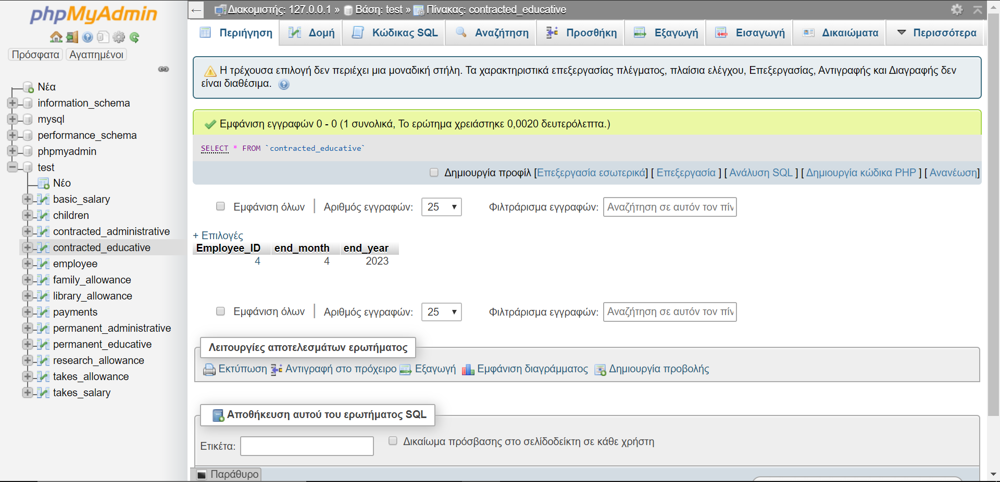 phpMyAdmin
Πρόσφατα Αγαπημένοι
Νέα
information_schema
mysql
performance_schema
phpmyadmin
test
Νέο
basic_salary
children
contracted_administrative
contracted_educative
employee
family_allowance
library_allowance
payments
permanent_administrative
permanent_educative
research_allowance
takes_allowance
takes_salary
← Διακομιστής: 127.0.0.1 » Βάση: test » Πίνακας: contracted_educative
Περιήγηση Δομή Κώδικας SQL Αναζήτηση Προσθήκη Εξαγωγή Εισαγωγή Δικαιώματα Περισσότερα
Η τρέχουσα επιλογή δεν περιέχει μια μοναδική στήλη. Τα χαρακτηριστικά επεξεργασίας πλέγματος, πλαίσια ελέγχου, Επεξεργασίας, Αντιγραφής και Διαγραφής δεν
είναι διαθέσιμα.
Εμφάνιση εγγραφών 0 - 0 (1 συνολικά, Το ερώτημα χρειάστηκε 0,0020 δευτερόλεπτα.)
SELECT * FROM `contracted_educative`
Δημιουργία προφίλ [Επεξεργασία εσωτερικά] [ Επεξεργασία ] [ Ανάλυση SQL ] [ Δημιουργία κώδικα PHP ] [ Ανανέωση]
Εμφάνιση όλων | Αριθμός εγγραφών: 25 Φιλτράρισμα εγγραφών: Αναζήτηση σε αυτόν τον πίν
+ Επιλογές
Employee_ID end_month end_year
4 4 2023
Εμφάνιση όλων | Αριθμός εγγραφών: 25 Φιλτράρισμα εγγραφών: Αναζήτηση σε αυτόν τον πίν
Λειτουργίες αποτελεσμάτων ερωτήματος
Εκτύπωση Αντιγραφή στο πρόχειρο Εξαγωγή Εμφάνιση διαγράμματος Δημιουργία προβολής
Αποθήκευση αυτού του ερωτήματος SQL
Ετικέτα: Δικαίωμα πρόσβασης στο σελίδοδείκτη σε κάθε χρήστη
Παράθυρο